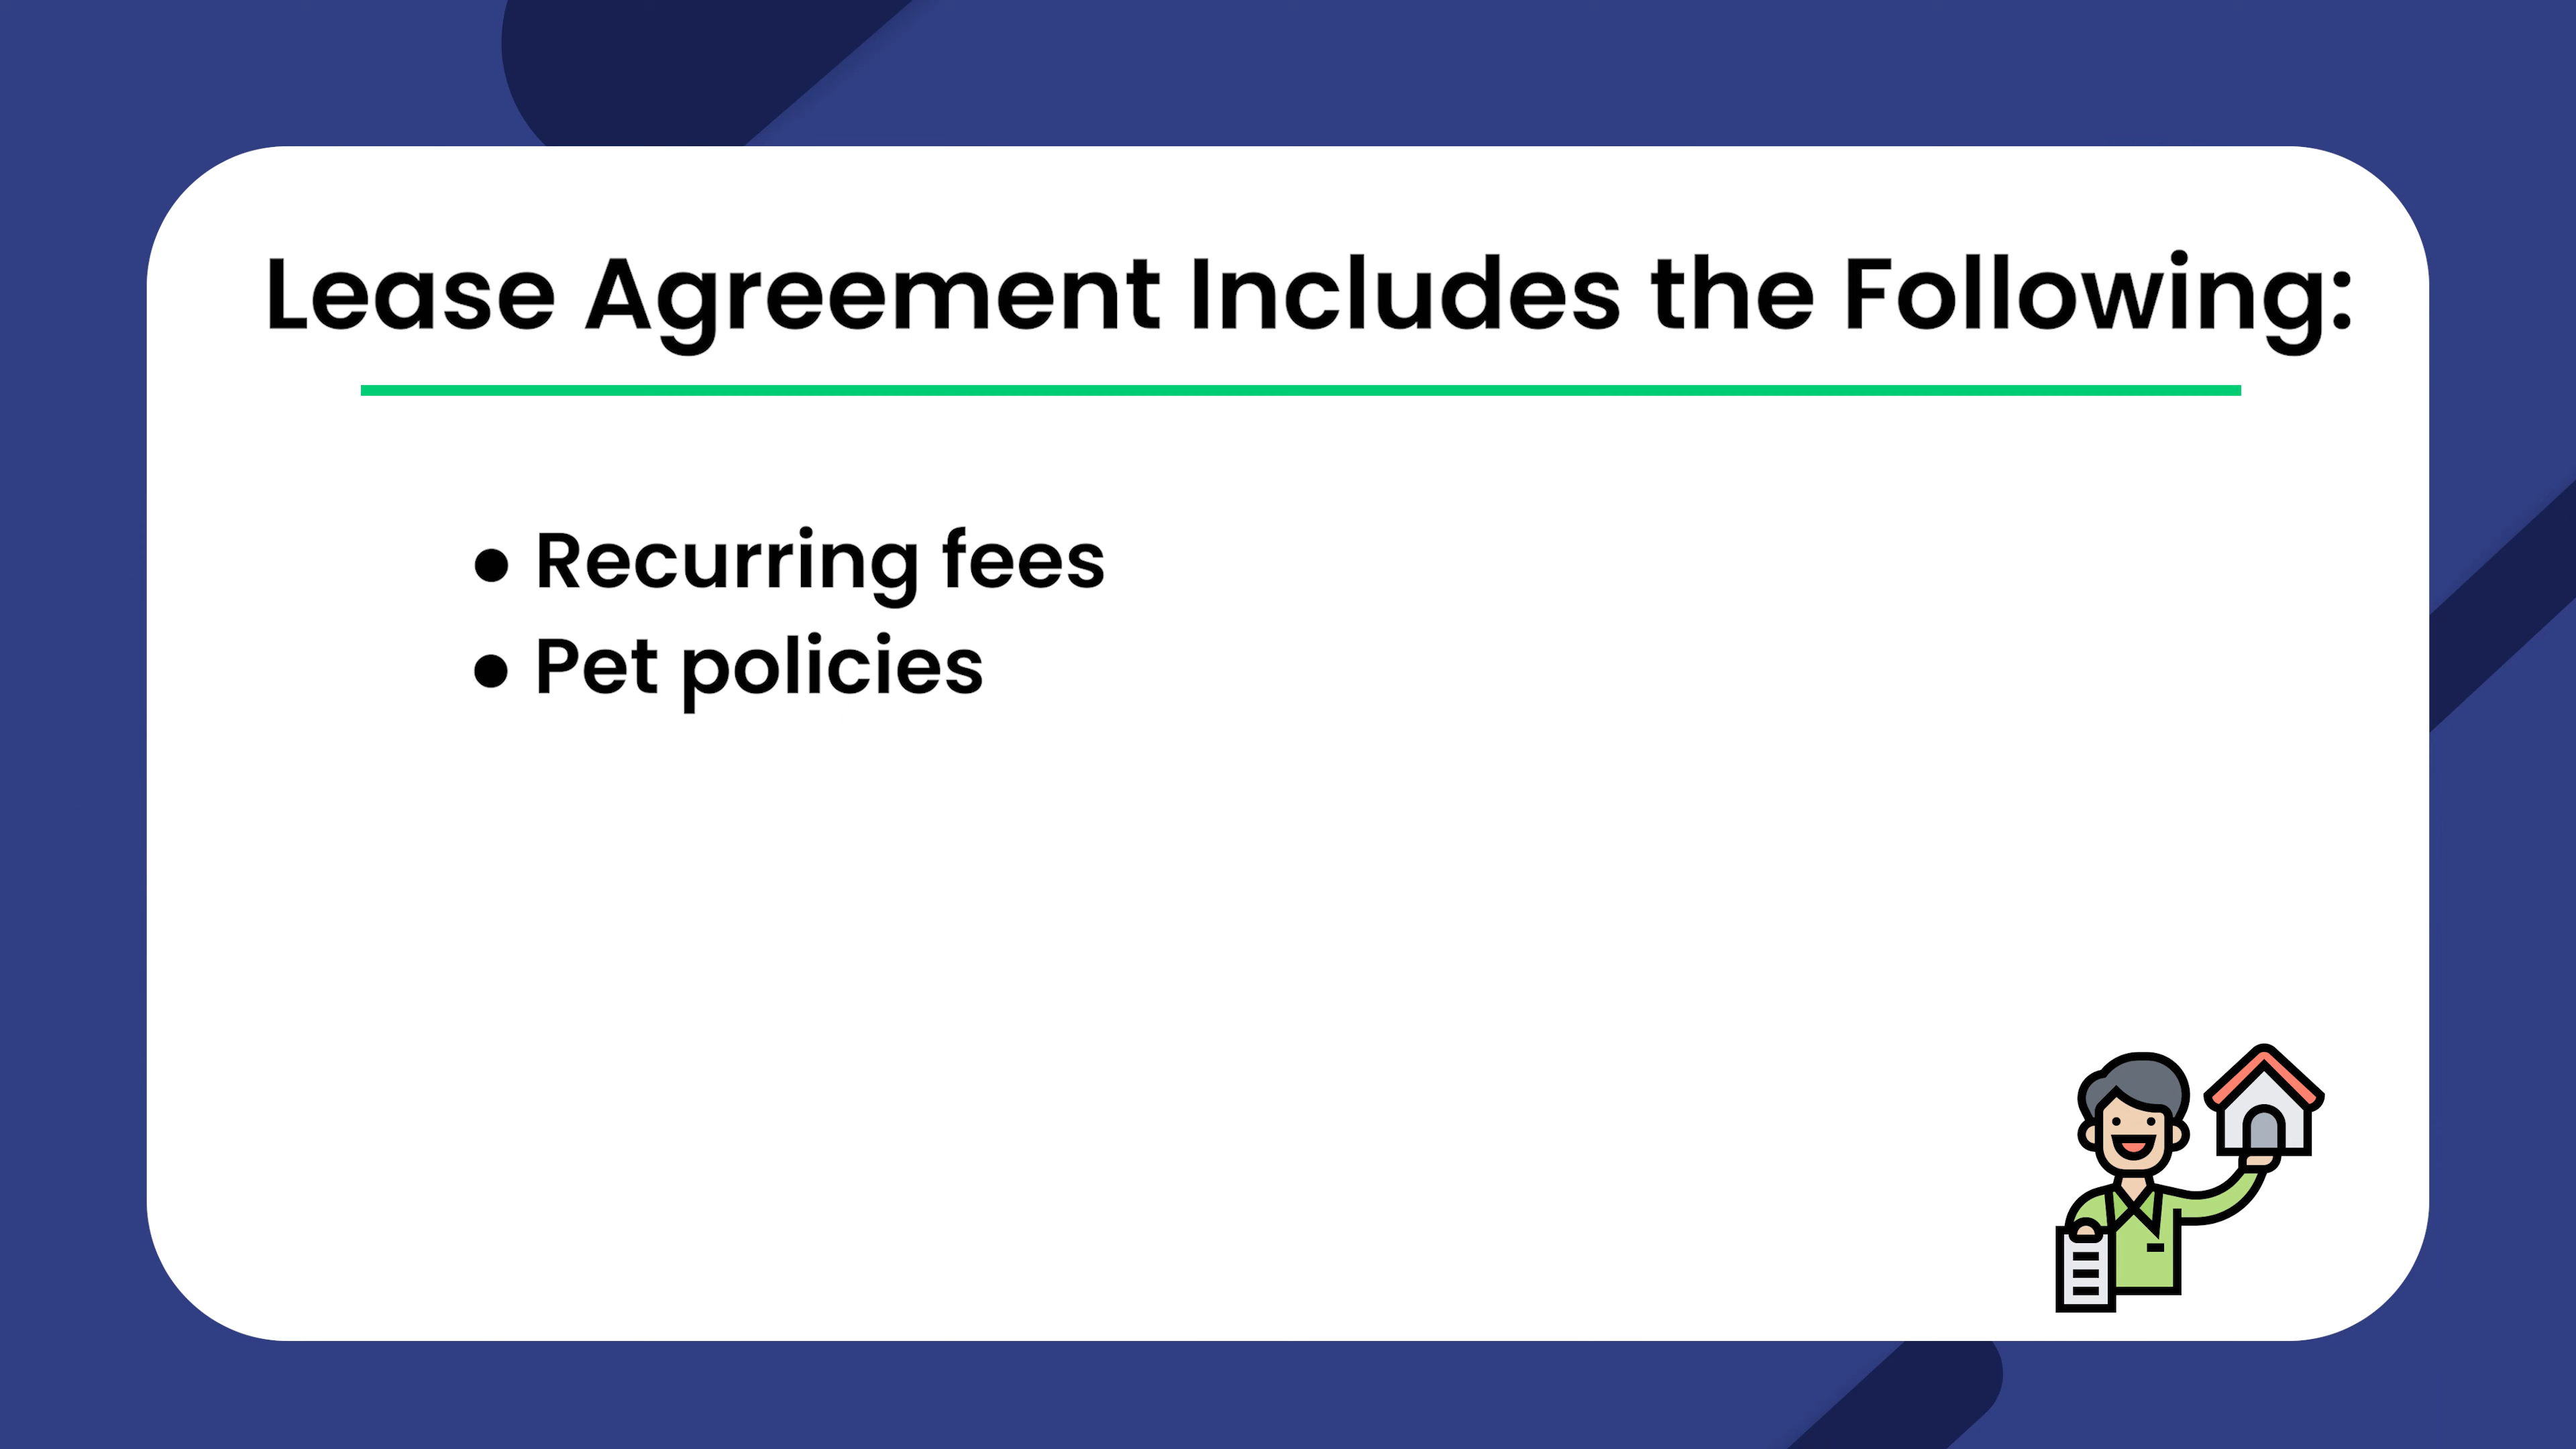 Lease Agreement Includes the Following:
● Recurring fees
● Pet policies